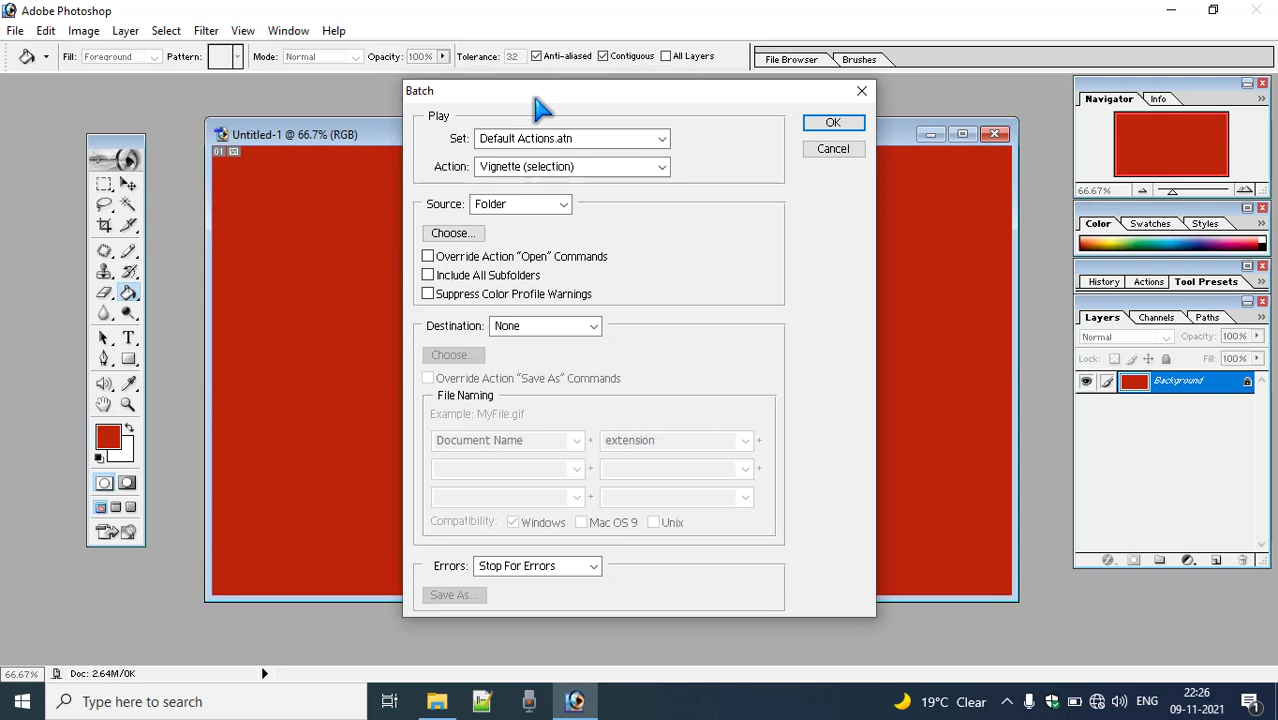 Adobe Photoshop
File Edit Image Layer Select Filter View Window Help
Fill: Foreground Pattern: Mode: Normal Opacity: 100% Tolerance: 32 Anti-aliased Contiguous All Layers File Browser Brushes
Untitled-1 @ 66.7% (RGB)
01
Batch
Play
Set: Default Actions.atn
Action: Vignette (selection)
OK
Cancel
Source: Folder
Choose...
Override Action "Open" Commands
Include All Subfolders
Suppress Color Profile Warnings
Destination: None
Choose...
Override Action "Save As" Commands
File Naming
Example: MyFile.gif
Document Name + extension +
+ +
+
Compatibility: Windows Mac OS 9 Unix
Errors: Stop For Errors
Save As...
Navigator Info
66.67%
Color Swatches Styles
History Actions Tool Presets
Layers Channels Paths
Normal Opacity: 100%
Lock: Fill: 100%
Background
66.67% Doc: 2.64M/0K
Type here to search
19°C Clear
ENG
22:26
09-11-2021
1